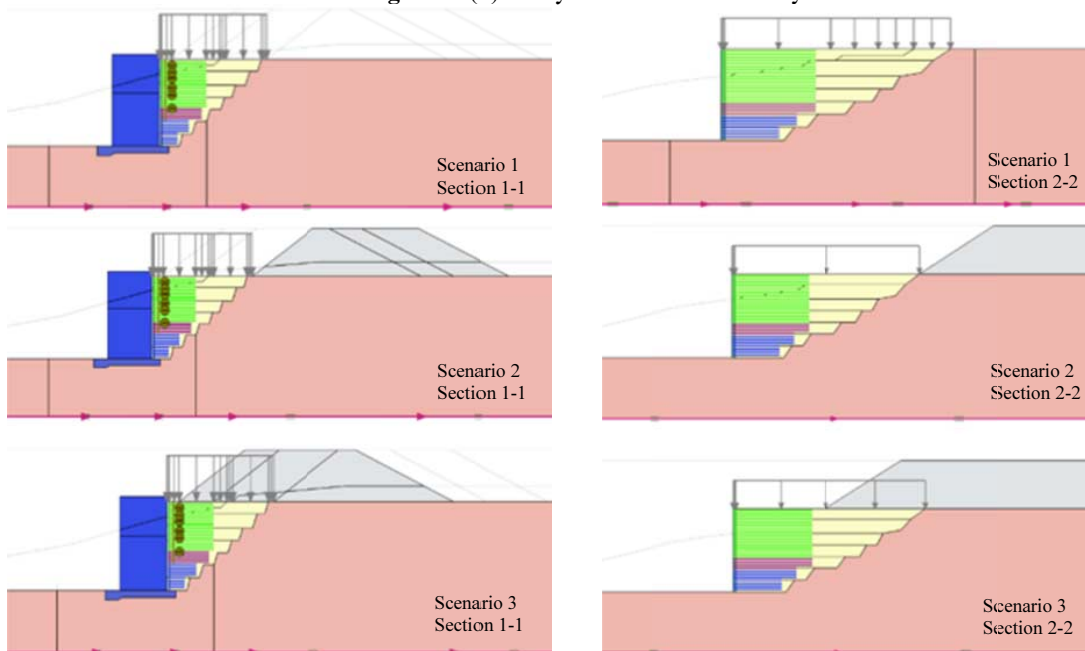 Scenario 1
Section 1-1
Scenario 1
Section 2-2
Scenario 2
Section 1-1
Scenario 2
Section 2-2
Scenario 3
Section 1-1
Scenario 3
Section 2-2